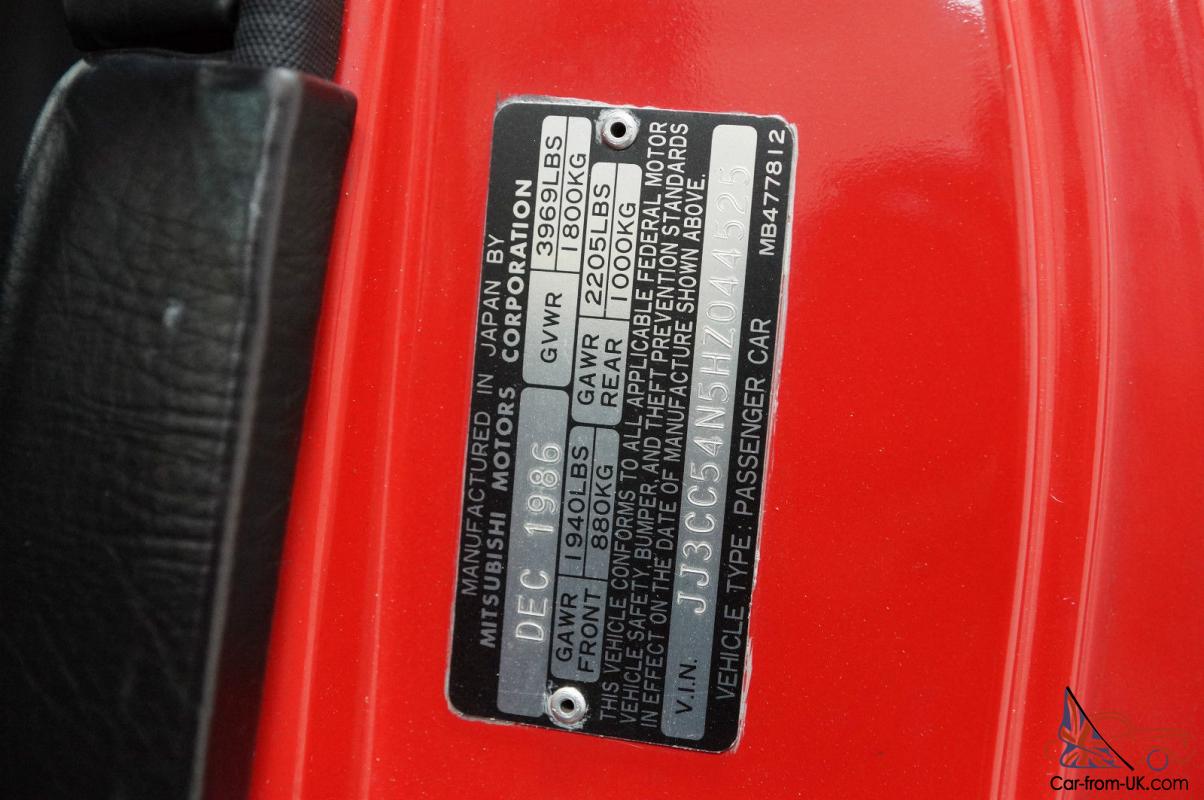 MANUFACTURED IN JAPAN BY
MITSUBISHI MOTORS CORPORATION
DEC 1986
GVWR 3969LBS
1800KG
GAWR FRONT 1940LBS
880KG
GAWR REAR 2205LBS
1000KG
THIS VEHICLE CONFORMS TO ALL APPLICABLE FEDERAL MOTOR
VEHICLE SAFETY, BUMPER, AND THEFT PREVENTION STANDARDS
IN EFFECT ON THE DATE OF MANUFACTURE SHOWN ABOVE.
V.I.N. JJ3CC54N5HZ044525
VEHICLE TYPE: PASSENGER CAR MB477812
Car-from-UK.com